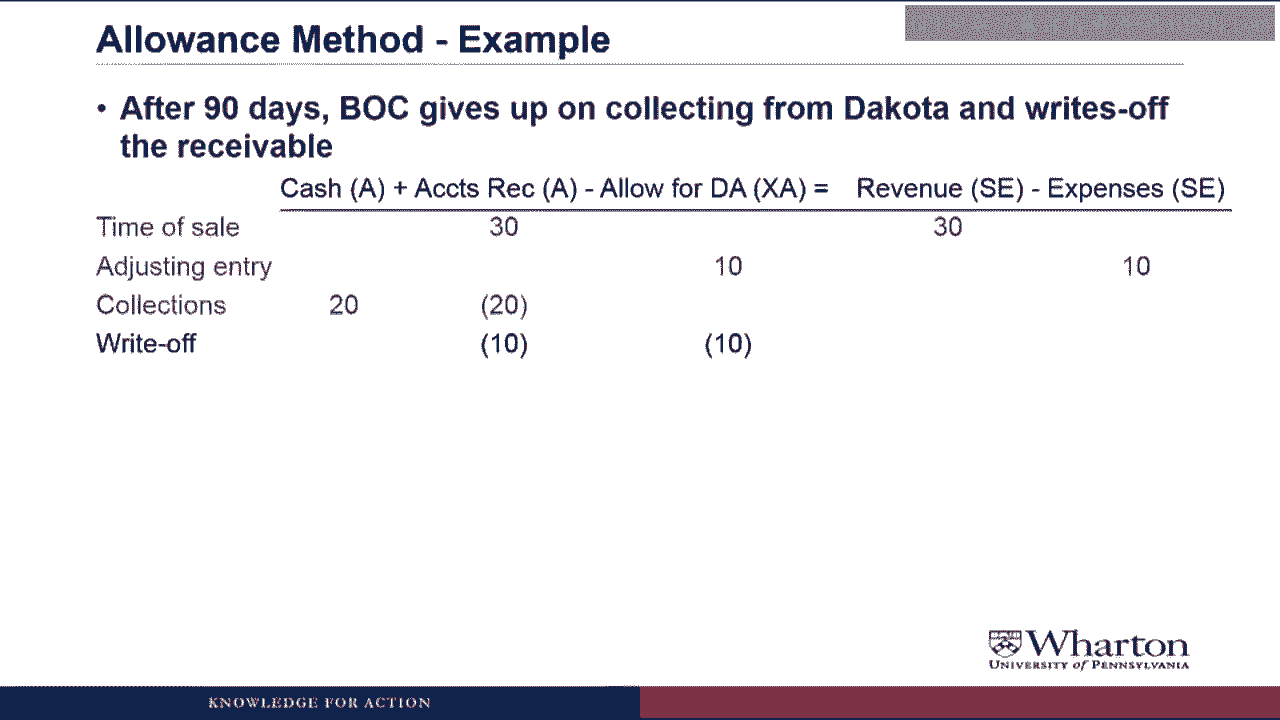 Allowance Method - Example
• After 90 days, BOC gives up on collecting from Dakota and writes-off
the receivable
Cash (A) + Accts Rec (A) - Allow for DA (XA) = Revenue (SE) - Expenses (SE)
Time of sale 30 30
Adjusting entry 10 10
Collections 20 (20)
Write-off (10) (10)
Wharton
UNIVERSITY of PENNSYLVANIA
KNOWLEDGE FOR ACTION